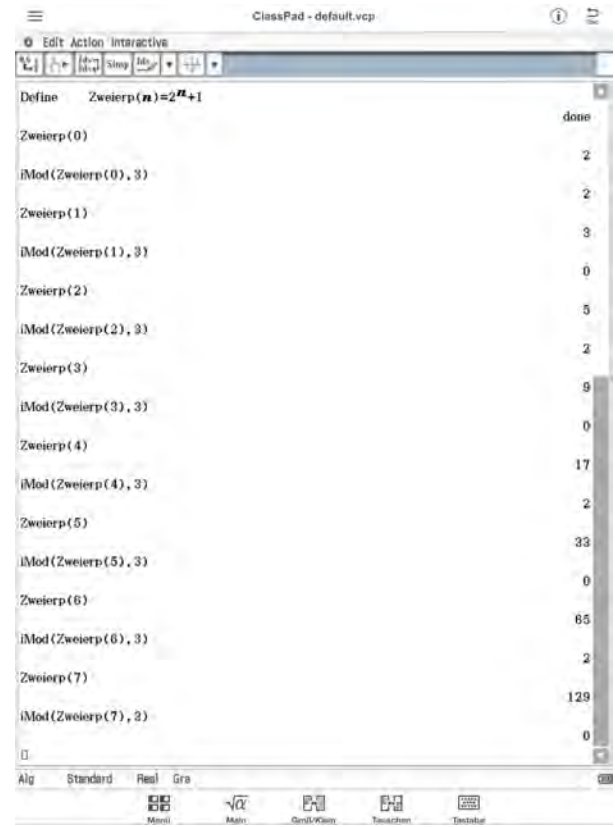 ClassPad - default.vcp
Edit Action Interactive
Simp
Define Zweierp(n)=2^n+1
done
Zweierp(0)
2
iMod(Zweierp(0),3)
2
Zweierp(1)
3
iMod(Zweierp(1),3)
0
Zweierp(2)
5
iMod(Zweierp(2),3)
2
Zweierp(3)
9
iMod(Zweierp(3),3)
0
Zweierp(4)
17
iMod(Zweierp(4),3)
2
Zweierp(5)
33
iMod(Zweierp(5),3)
0
Zweierp(6)
65
iMod(Zweierp(6),3)
2
Zweierp(7)
129
iMod(Zweierp(7),3)
0
Alg Standard Real Gra
Menü Main Groß/Klein Tauschen Tastatur